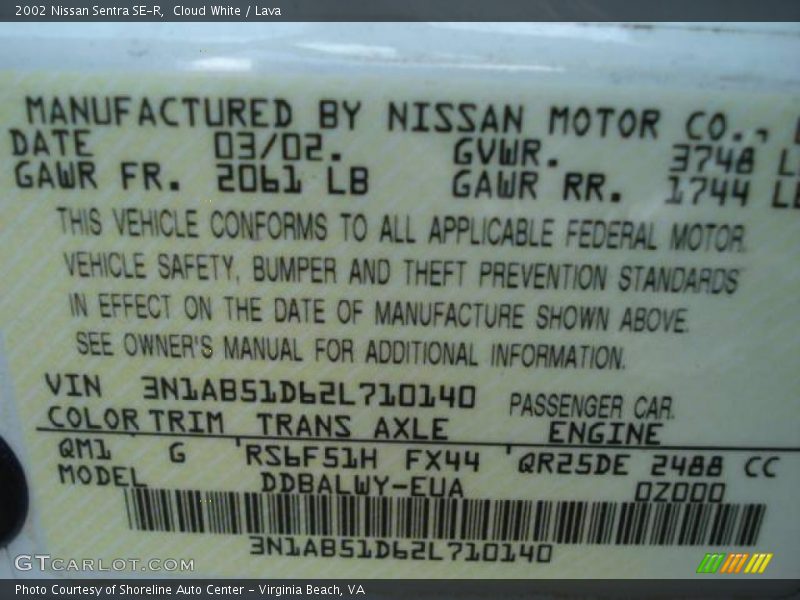 2002 Nissan Sentra SE-R, Cloud White / Lava
MANUFACTURED BY NISSAN MOTOR CO.,
DATE 03/02. GVWR. 3748 L
GAWR FR. 2061 LB GAWR RR. 1744 LB
THIS VEHICLE CONFORMS TO ALL APPLICABLE FEDERAL MOTOR
VEHICLE SAFETY, BUMPER AND THEFT PREVENTION STANDARDS
IN EFFECT ON THE DATE OF MANUFACTURE SHOWN ABOVE.
SEE OWNER'S MANUAL FOR ADDITIONAL INFORMATION.
VIN 3N1AB51D62L710140 PASSENGER CAR.
COLOR TRIM TRANS AXLE ENGINE
QM1 G RS6F51H FX44 QR25DE 2488 CC
MODEL DDBALWY-EUA 0Z000
3N1AB51D62L710140
GTCARLOT.COM
Photo Courtesy of Shoreline Auto Center - Virginia Beach, VA